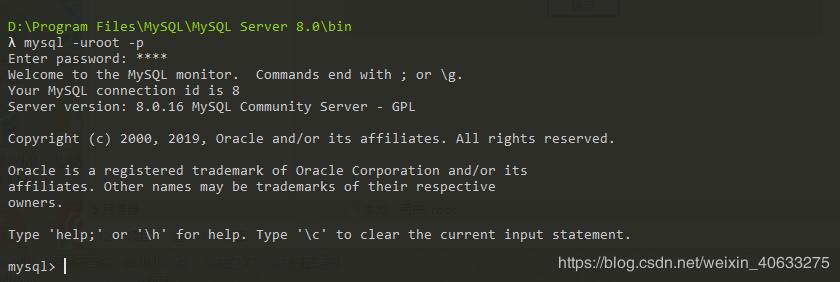 D:\Program Files\MySQL\MySQL Server 8.0\bin
λ mysql -uroot -p
Enter password: ****
Welcome to the MySQL monitor.  Commands end with ; or \g.
Your MySQL connection id is 8
Server version: 8.0.16 MySQL Community Server - GPL
Copyright (c) 2000, 2019, Oracle and/or its affiliates. All rights reserved.
Oracle is a registered trademark of Oracle Corporation and/or its
affiliates. Other names may be trademarks of their respective
owners.
Type 'help;' or '\h' for help. Type '\c' to clear the current input statement.
mysql>
https://blog.csdn.net/weixin_40633275